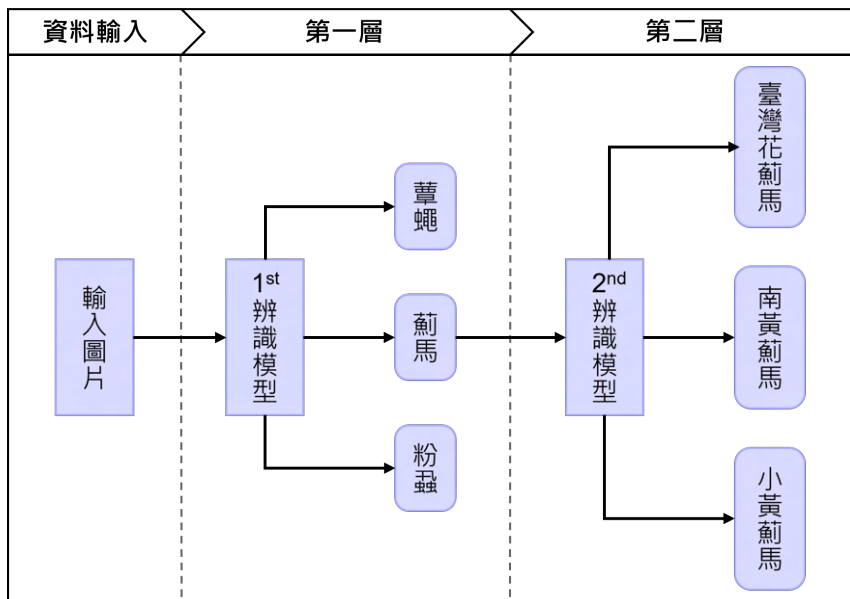 資料輸入
第一層
第二層
輸入圖片
1st
辨識模型
蕈蠅
薊馬
粉蝨
2nd
辨識模型
臺灣花薊馬
南黃薊馬
小黃薊馬